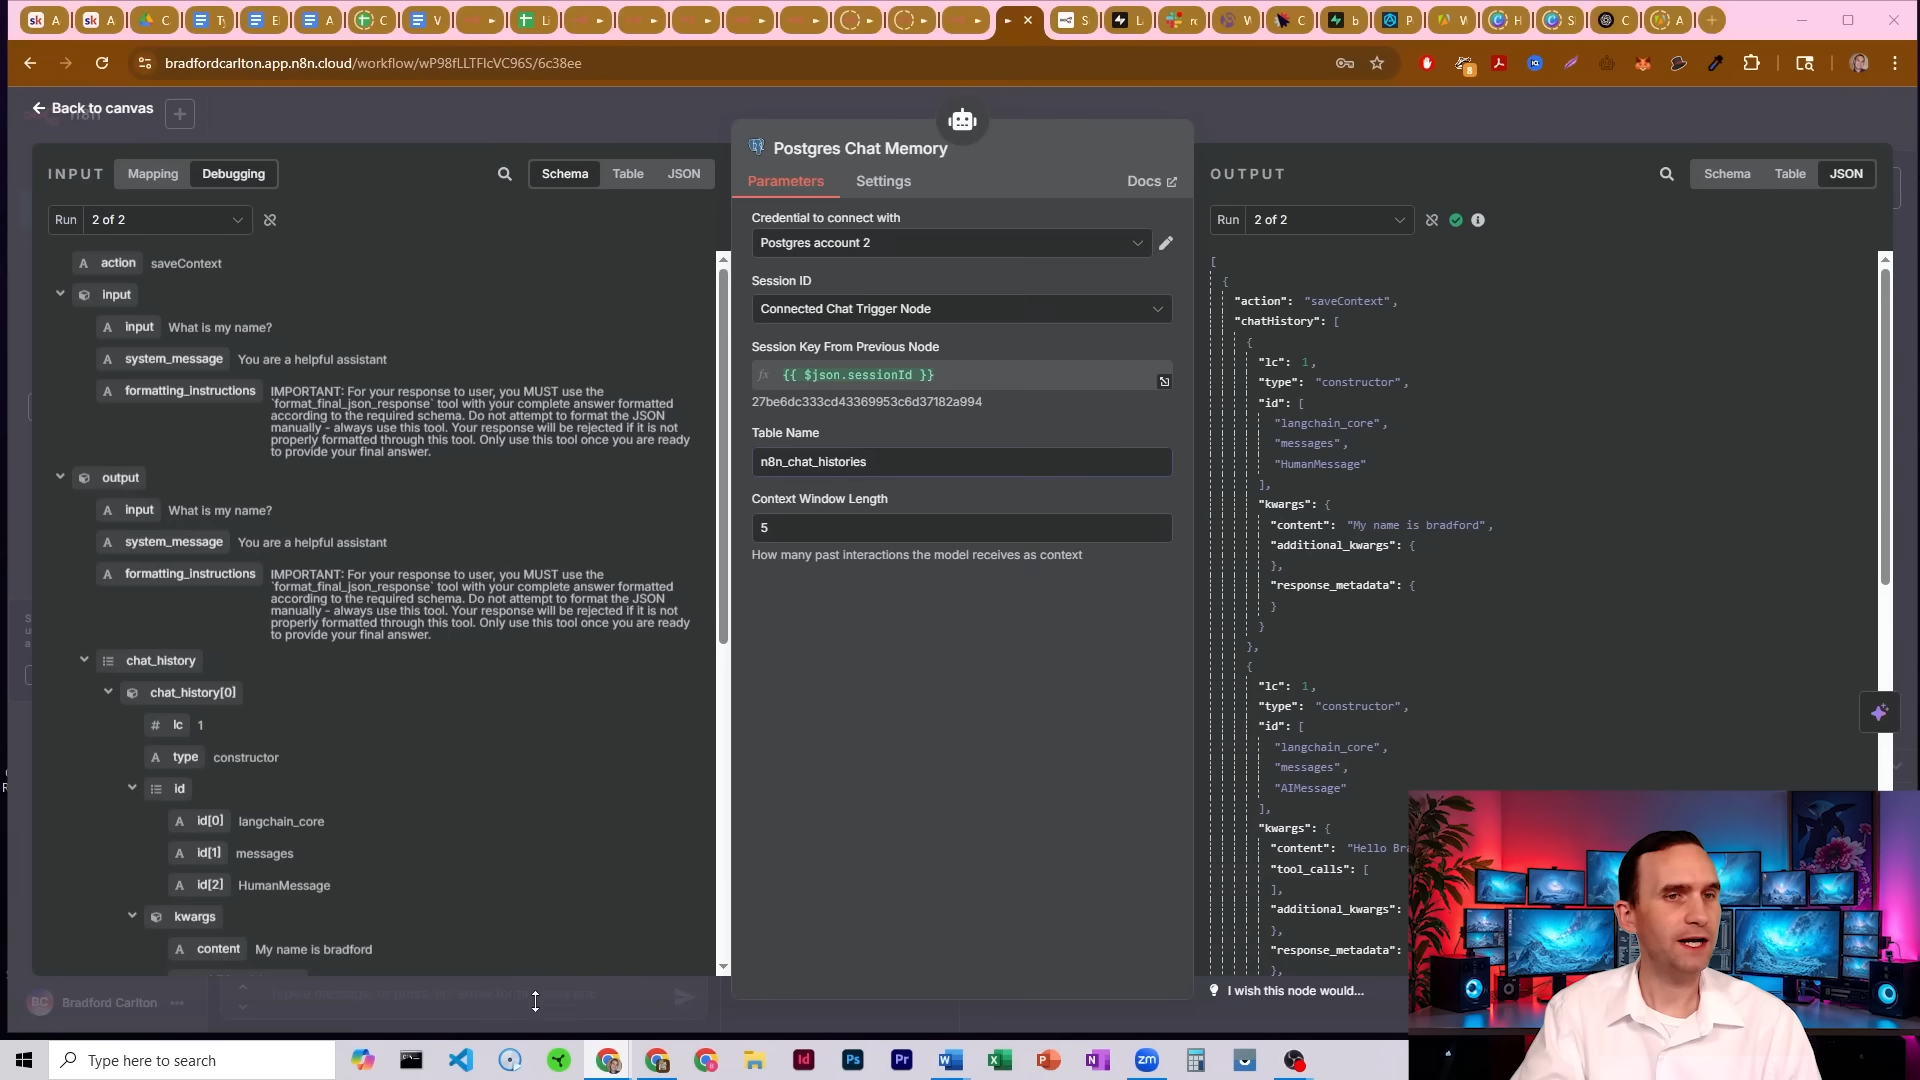 bradfordcarlton.app.n8n.cloud/workflow/wP98fLLTFIcVC96S/6c38ee
Back to canvas
INPUT
Mapping
Debugging
Schema
Table
JSON
Run
2 of 2
action
saveContext
input
input
What is my name?
system_message
You are a helpful assistant
formatting_instructions
IMPORTANT: For your response to user, you MUST use the
`format_final_json_response` tool with your complete answer formatted
according to the required schema. Do not attempt to format the JSON
manually - always use this tool. Your response will be rejected if it is not
properly formatted through this tool. Only use this tool once you are ready
to provide your final answer.
output
input
What is my name?
system_message
You are a helpful assistant
formatting_instructions
IMPORTANT: For your response to user, you MUST use the
`format_final_json_response` tool with your complete answer formatted
according to the required schema. Do not attempt to format the JSON
manually - always use this tool. Your response will be rejected if it is not
properly formatted through this tool. Only use this tool once you are ready
to provide your final answer.
chat_history
chat_history[0]
# lc 1
A type constructor
id
A id[0] langchain_core
A id[1] messages
A id[2] HumanMessage
kwargs
A content My name is bradford
BC Bradford Carlton
Postgres Chat Memory
Parameters
Settings
Docs
Credential to connect with
Postgres account 2
Session ID
Connected Chat Trigger Node
Session Key From Previous Node
fx {{ $json.sessionId }}
27be6dc333cd43369953c6d37182a994
Table Name
n8n_chat_histories
Context Window Length
5
How many past interactions the model receives as context
OUTPUT
Schema
Table
JSON
Run
2 of 2
[
{
"action": "saveContext",
"chatHistory": [
{
"lc": 1,
"type": "constructor",
"id": [
"langchain_core",
"messages",
"HumanMessage"
],
"kwargs": {
"content": "My name is bradford",
"additional_kwargs": {
},
"response_metadata": {
}
}
},
{
"lc": 1,
"type": "constructor",
"id": [
"langchain_core",
"messages",
"AIMessage"
],
"kwargs": {
"content": "Hello Bra
"tool_calls": [
],
"additional_kwargs":
},
"response_metadata":
},
I wish this node would...
Type here to search